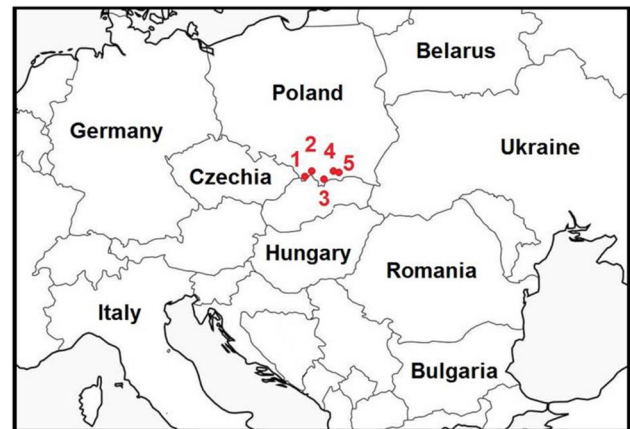 Belarus
Poland
Germany
2 4
1 5
Ukraine
Czechia
3
Hungary
Romania
Italy
Bulgaria